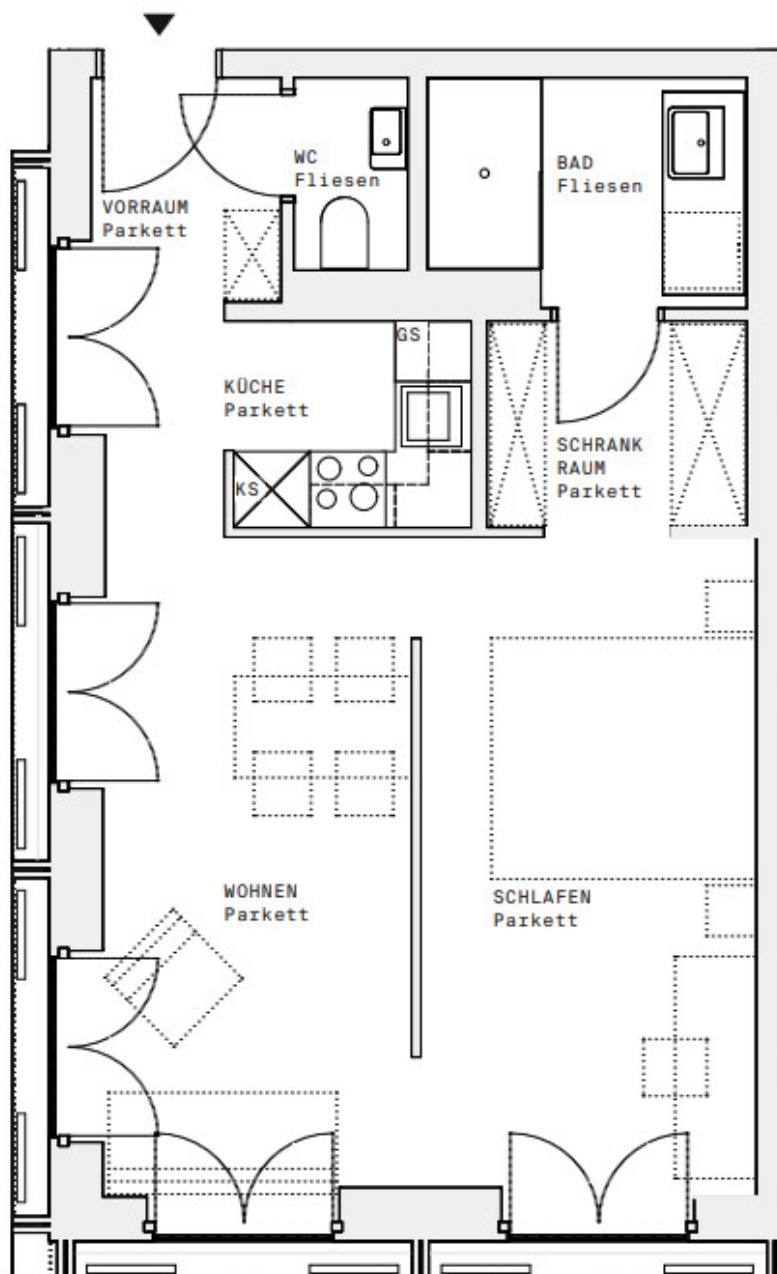 WC
Fliesen
BAD
Fliesen
VORRAUM
Parkett
GS
KÜCHE
Parkett
SCHRANK
RAUM
Parkett
KS
WOHNEN
Parkett
SCHLAFEN
Parkett